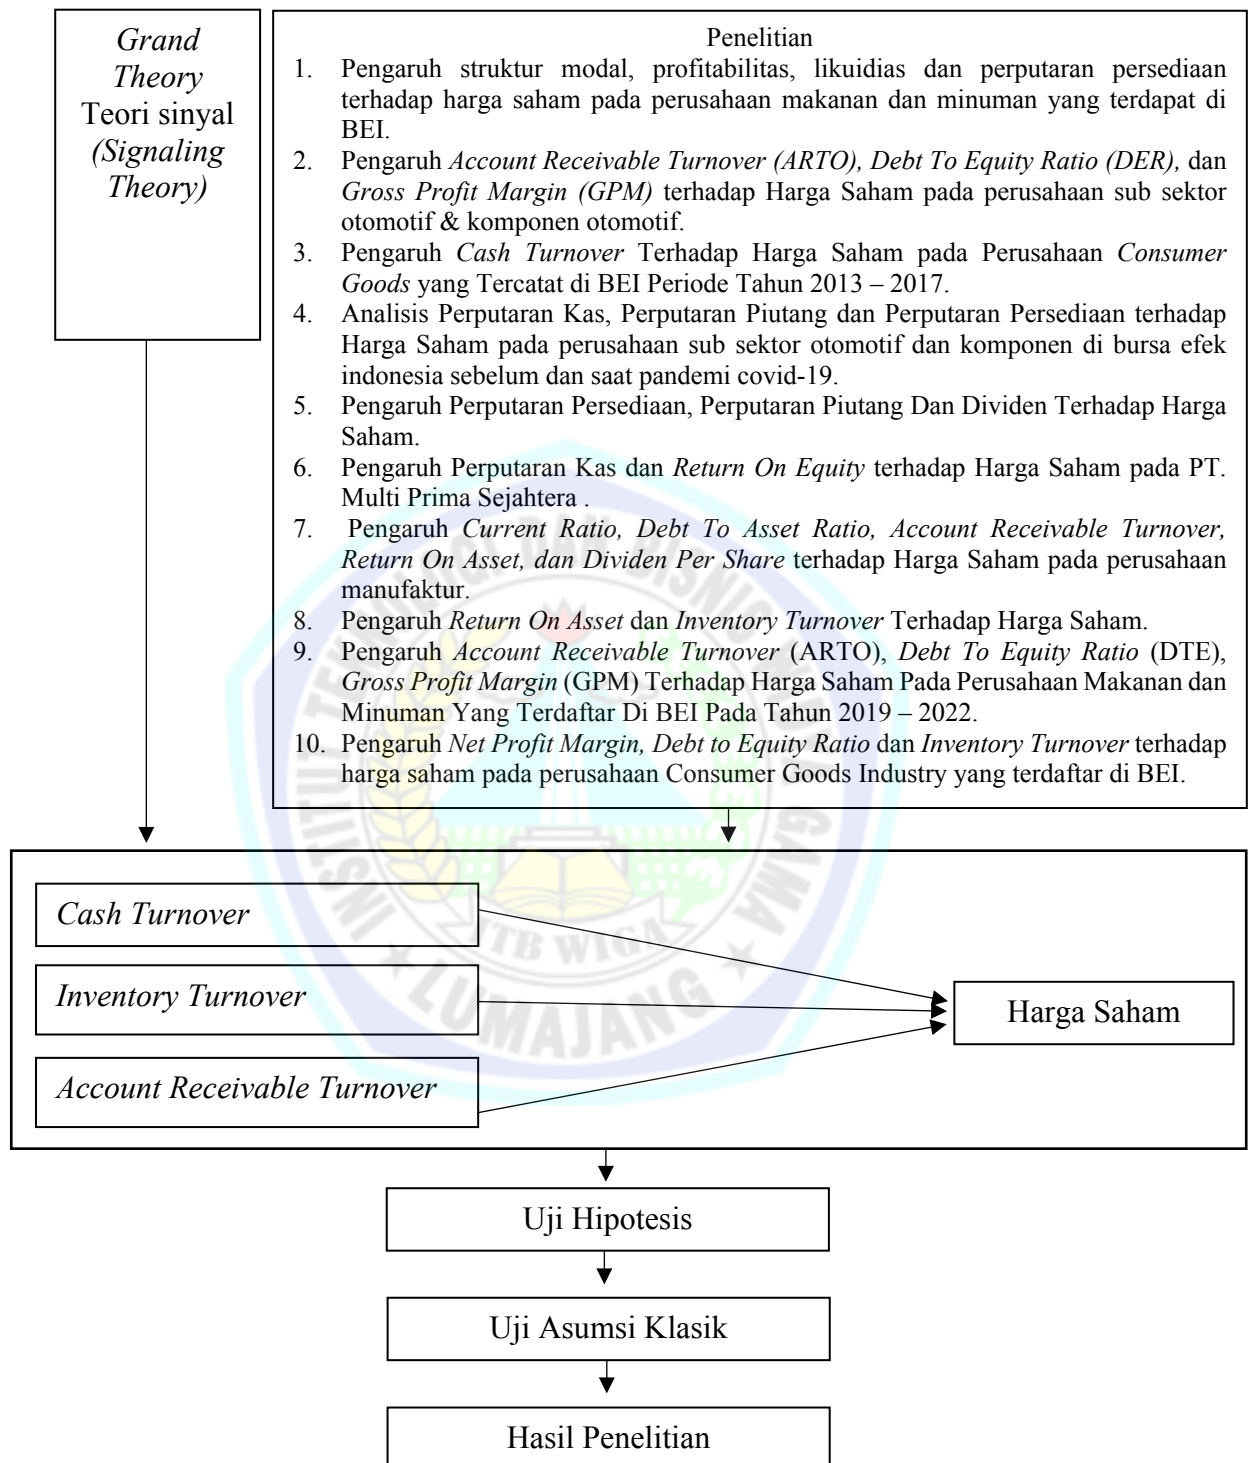 Grand
Theory
Teori sinyal
(Signaling
Theory)
Penelitian
1. Pengaruh struktur modal, profitabilitas, likuidias dan perputaran persediaan
terhadap harga saham pada perusahaan makanan dan minuman yang terdapat di
BEI.
2. Pengaruh Account Receivable Turnover (ARTO), Debt To Equity Ratio (DER), dan
Gross Profit Margin (GPM) terhadap Harga Saham pada perusahaan sub sektor
otomotif & komponen otomotif.
3. Pengaruh Cash Turnover Terhadap Harga Saham pada Perusahaan Consumer
Goods yang Tercatat di BEI Periode Tahun 2013 – 2017.
4. Analisis Perputaran Kas, Perputaran Piutang dan Perputaran Persediaan terhadap
Harga Saham pada perusahaan sub sektor otomotif dan komponen di bursa efek
indonesia sebelum dan saat pandemi covid-19.
5. Pengaruh Perputaran Persediaan, Perputaran Piutang Dan Dividen Terhadap Harga
Saham.
6. Pengaruh Perputaran Kas dan Return On Equity terhadap Harga Saham pada PT.
Multi Prima Sejahtera .
7. Pengaruh Current Ratio, Debt To Asset Ratio, Account Receivable Turnover,
Return On Asset, dan Dividen Per Share terhadap Harga Saham pada perusahaan
manufaktur.
8. Pengaruh Return On Asset dan Inventory Turnover Terhadap Harga Saham.
9. Pengaruh Account Receivable Turnover (ARTO), Debt To Equity Ratio (DTE),
Gross Profit Margin (GPM) Terhadap Harga Saham Pada Perusahaan Makanan dan
Minuman Yang Terdaftar Di BEI Pada Tahun 2019 – 2022.
10. Pengaruh Net Profit Margin, Debt to Equity Ratio dan Inventory Turnover terhadap
harga saham pada perusahaan Consumer Goods Industry yang terdaftar di BEI.
Cash Turnover
Inventory Turnover
Account Receivable Turnover
Harga Saham
Uji Hipotesis
Uji Asumsi Klasik
Hasil Penelitian
INSTITUT TEKNOLOGI DAN BISNIS WIDYA GAMA
ITB WIGA
LUMAJANG